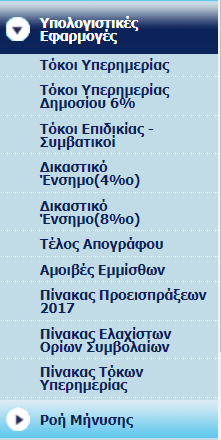 Υπολογιστικές
Εφαρμογές
Τόκοι Υπερημερίας
Τόκοι Υπερημερίας
Δημοσίου 6%
Τόκοι Επιδικίας -
Συμβατικοί
Δικαστικό
Ένσημο(4%ο)
Δικαστικό
Ένσημο(8%ο)
Τέλος Απογράφου
Αμοιβές Εμμίσθων
Πίνακας Προεισπράξεων
2017
Πίνακας Ελαχίστων
Ορίων Συμβολαίων
Πίνακας Τόκων
Υπερημερίας
Ροή Μήνυσης